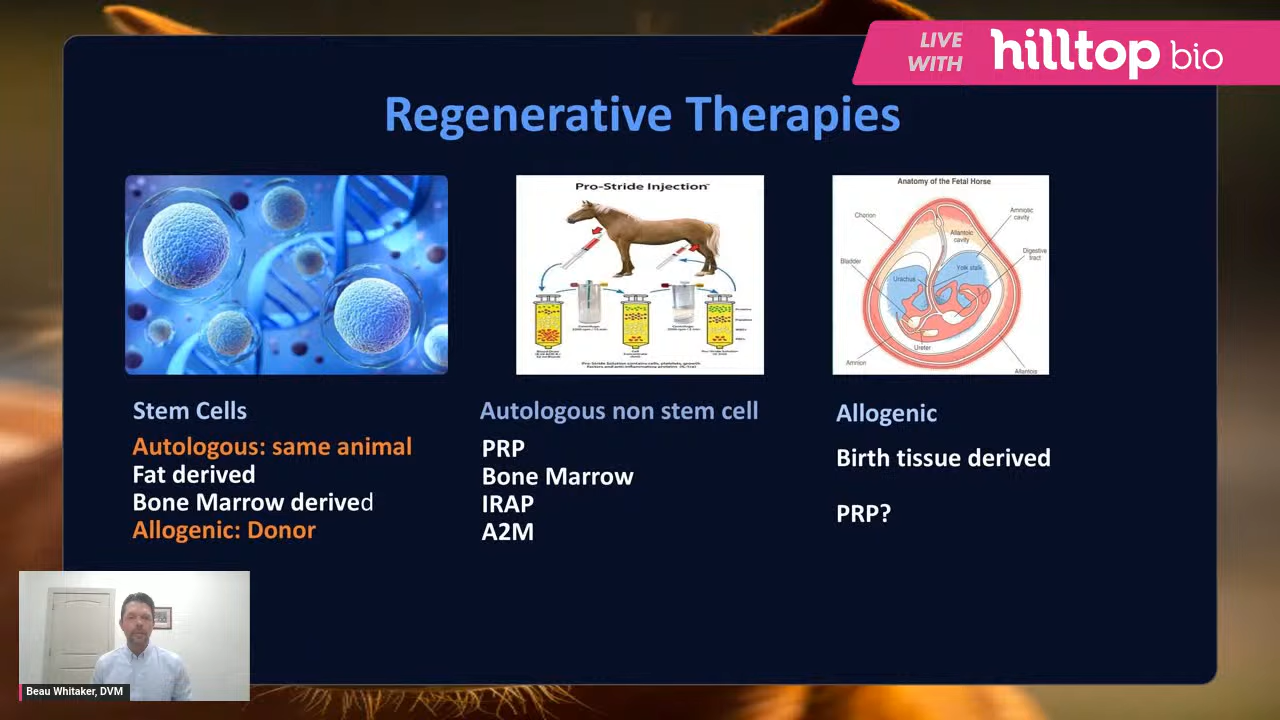 LIVE
WITH
hilltop bio
Regenerative Therapies
Pro-Stride Injection
Anatomy of the Fetal Horse
Chorion
Amniotic
cavity
Allantoic
cavity
Digestive
tract
Bladder
Yolk stalk
Urachus
Ureter
Amnion
Allantois
Stem Cells
Autologous: same animal
Fat derived
Bone Marrow derived
Allogenic: Donor
Autologous non stem cell
PRP
Bone Marrow
IRAP
A2M
Allogenic
Birth tissue derived
PRP?
Beau Whitaker, DVM